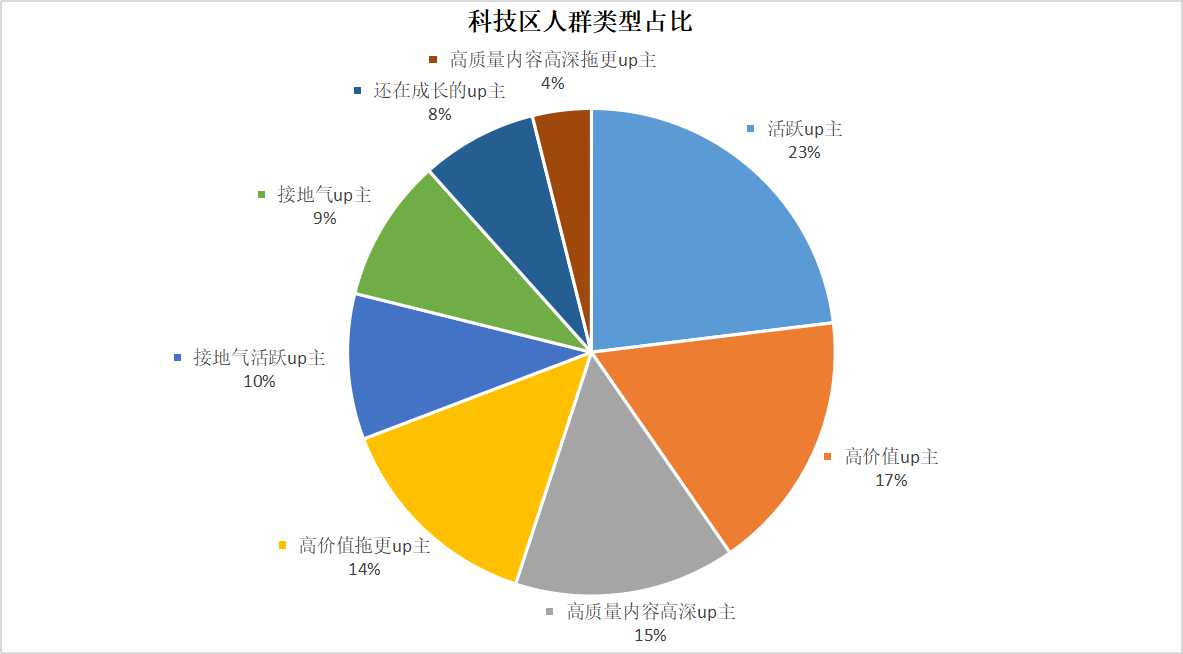 科技区人群类型占比
高质量内容高深拖更up主
4%
还在成长的up主
8%
活跃up主
23%
接地气up主
9%
接地气活跃up主
10%
高价值up主
17%
高价值拖更up主
14%
高质量内容高深up主
15%